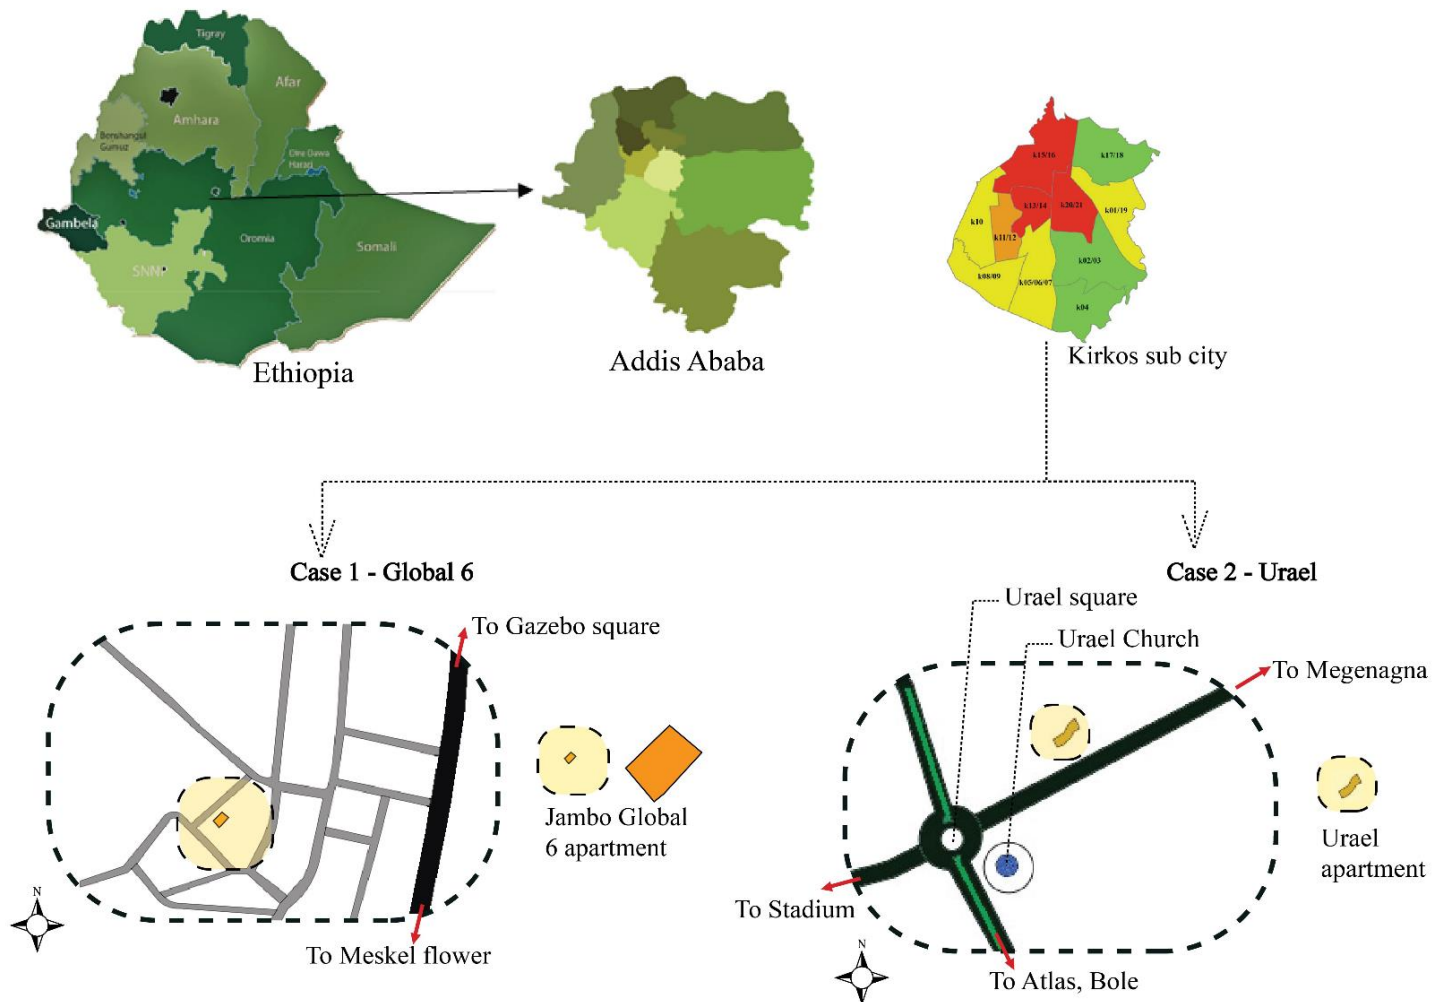 Tigray
Afar
Amhara
Benshangul
Gumuz
Dire Dawa
Harari
Gambela
Oromia
Somali
SNNP
Ethiopia
Addis Ababa
k15/16
k17/18
k13/14
k20/21
k01/19
k10
k11/12
k02/03
k08/09
k05/06/07
k04
Kirkos sub city
Case 1 - Global 6
To Gazebo square
Jambo Global
6 apartment
N
To Meskel flower
Case 2 - Urael
Urael square
Urael Church
To Megenagna
Urael
apartment
To Stadium
N
To Atlas, Bole